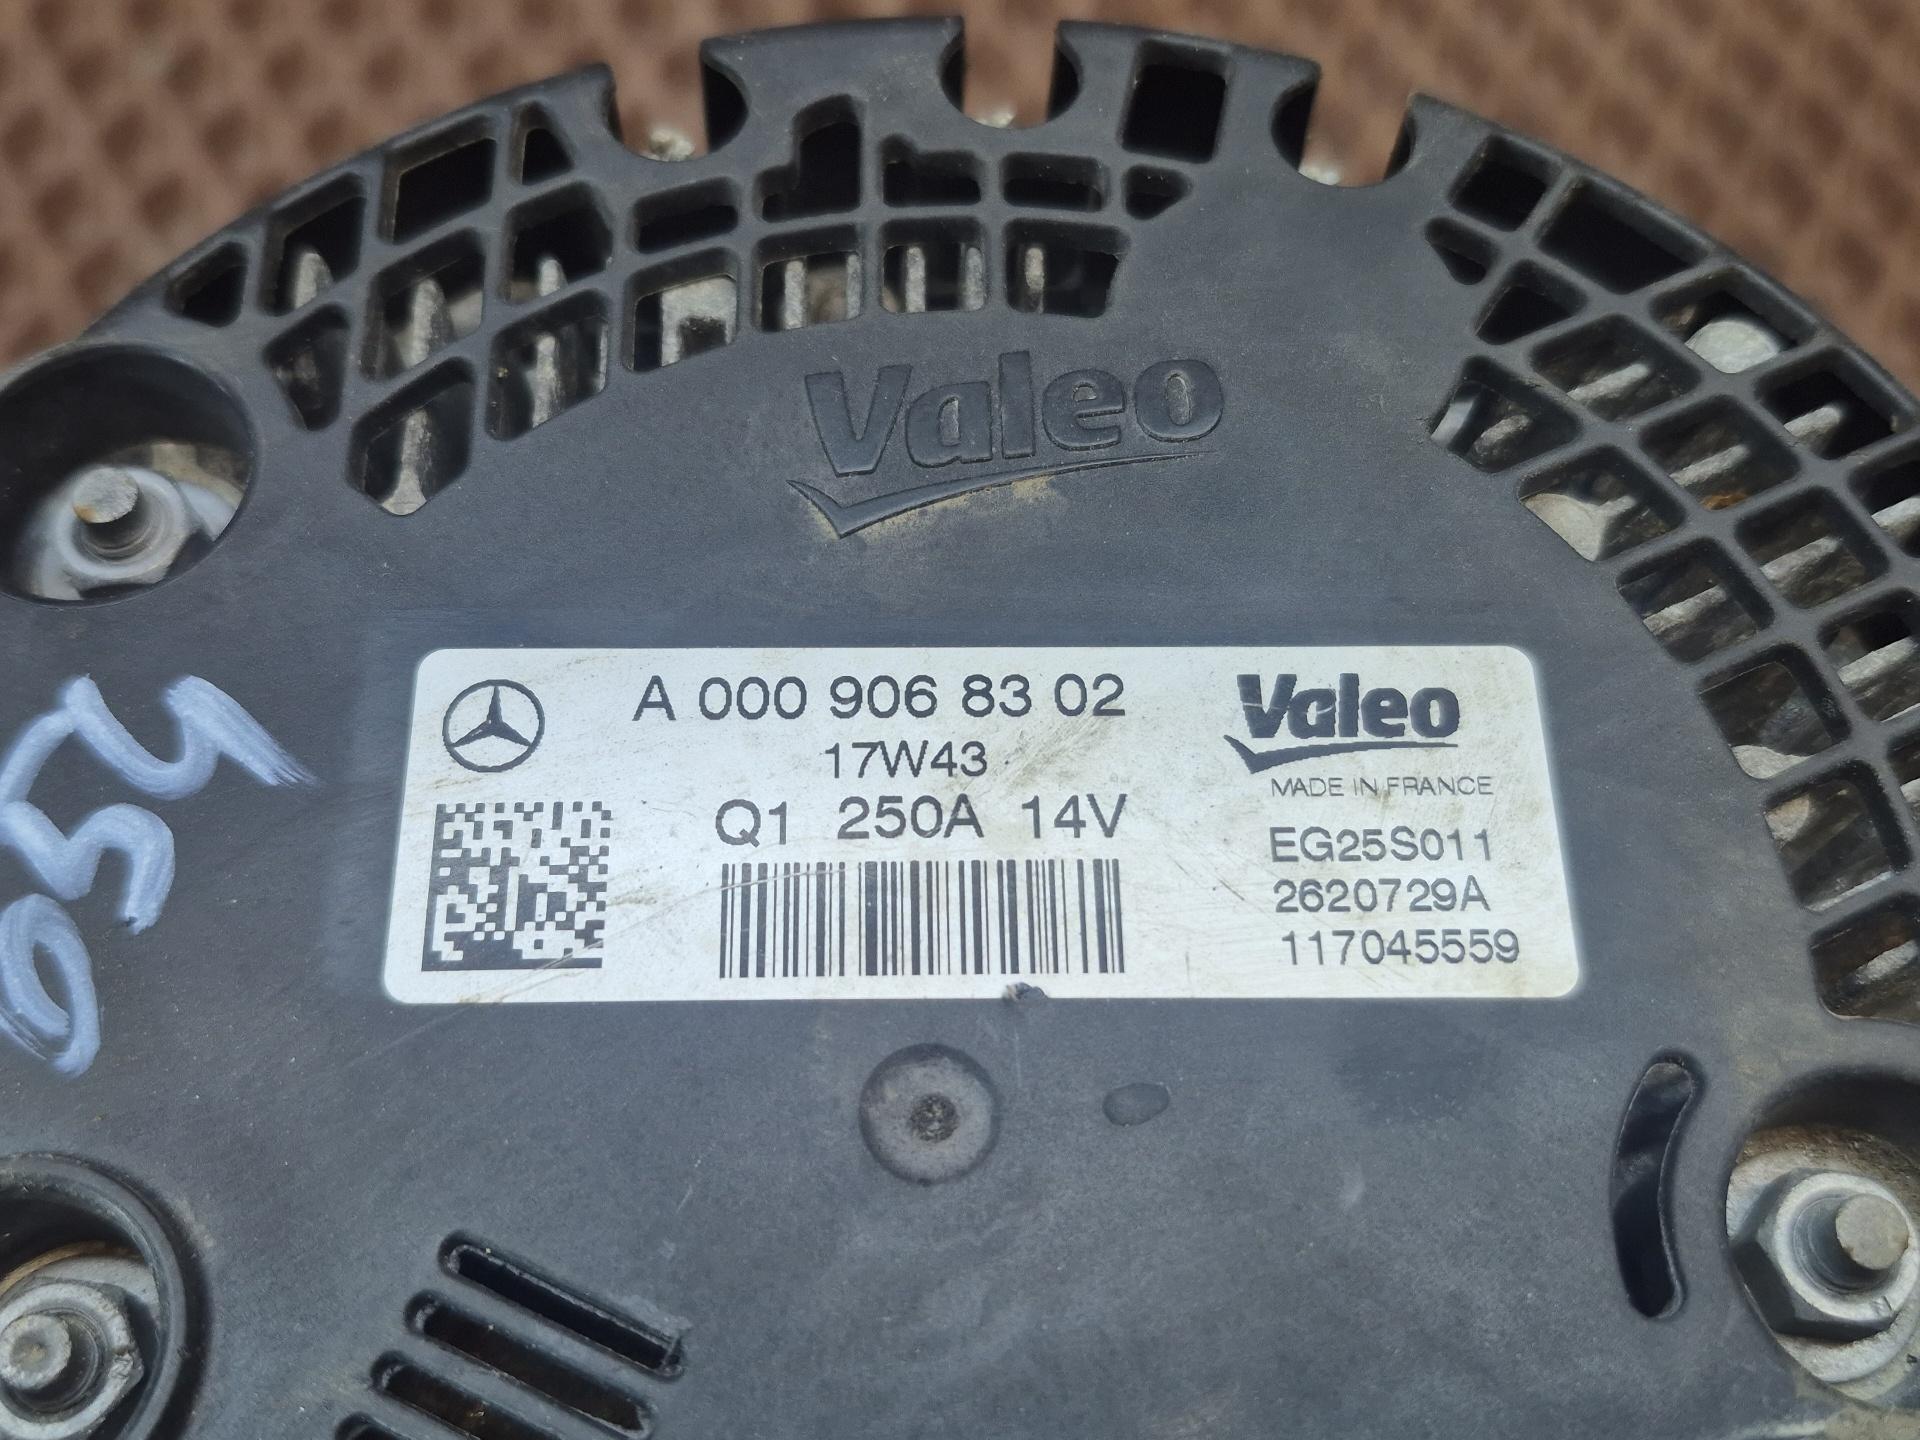 Valeo
A 000 906 83 02
17W43
Q1 250A 14V
Valeo
MADE IN FRANCE
EG25S011
2620729A
117045559